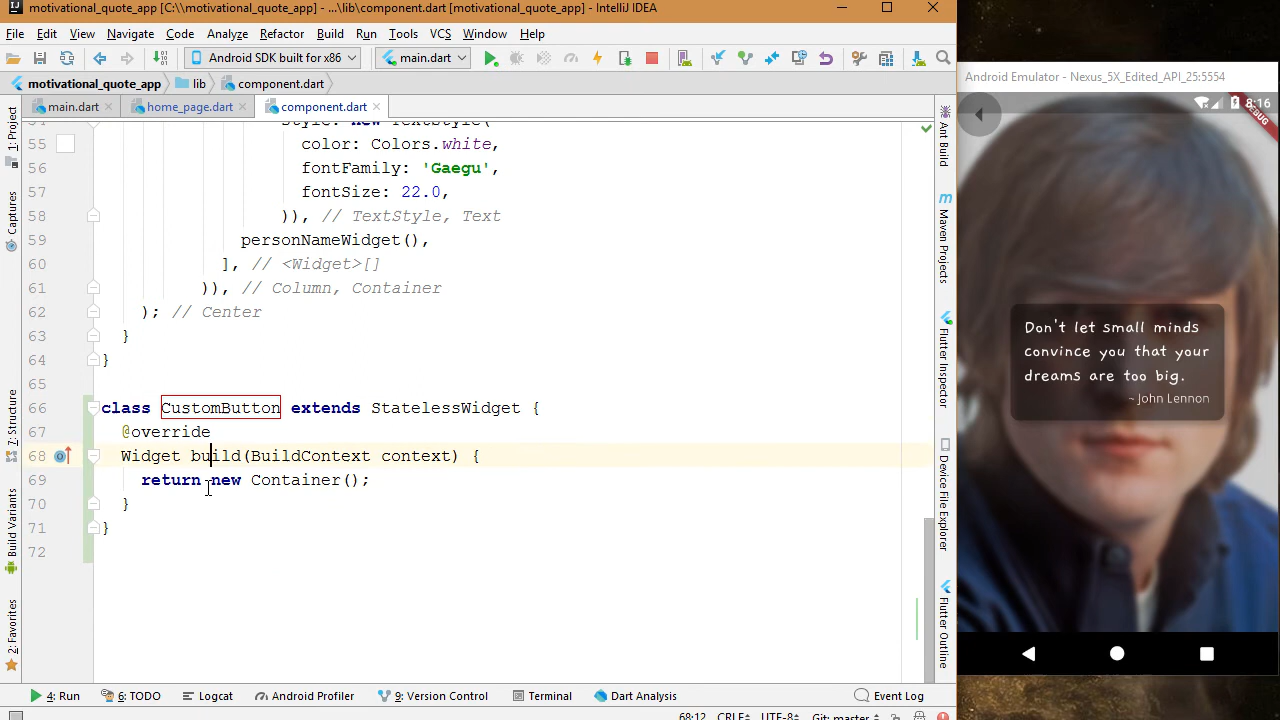 motivational_quote_app [C:\\motivational_quote_app] - ...\lib\component.dart [motivational_quote_app] - IntelliJ IDEA
File Edit View Navigate Code Analyze Refactor Build Run Tools VCS Window Help
Android SDK built for x86 main.dart
motivational_quote_app lib component.dart
main.dart home_page.dart component.dart
style: new TextStyle(
55 color: Colors.white,
56 fontFamily: 'Gaegu',
57 fontSize: 22.0,
58 )), // TextStyle, Text
59 personNameWidget(),
60 ], // <Widget>[]
61 )), // Column, Container
62 ); // Center
63 }
64 }
65
66 class CustomButton extends StatelessWidget {
67 @override
68 Widget build(BuildContext context) {
69 return new Container();
70 }
71 }
72
1: Project
Captures
7: Structure
Build Variants
2: Favorites
Ant Build
Maven Projects
Flutter Inspector
Device File Explorer
Flutter Outline
4: Run 6: TODO Logcat Android Profiler 9: Version Control Terminal Dart Analysis Event Log
68:12 CRLF UTF-8 Git: master
Android Emulator - Nexus_5X_Edited_API_25:5554
8:16
DEBUG
Don't let small minds
convince you that your
dreams are too big.
~ John Lennon